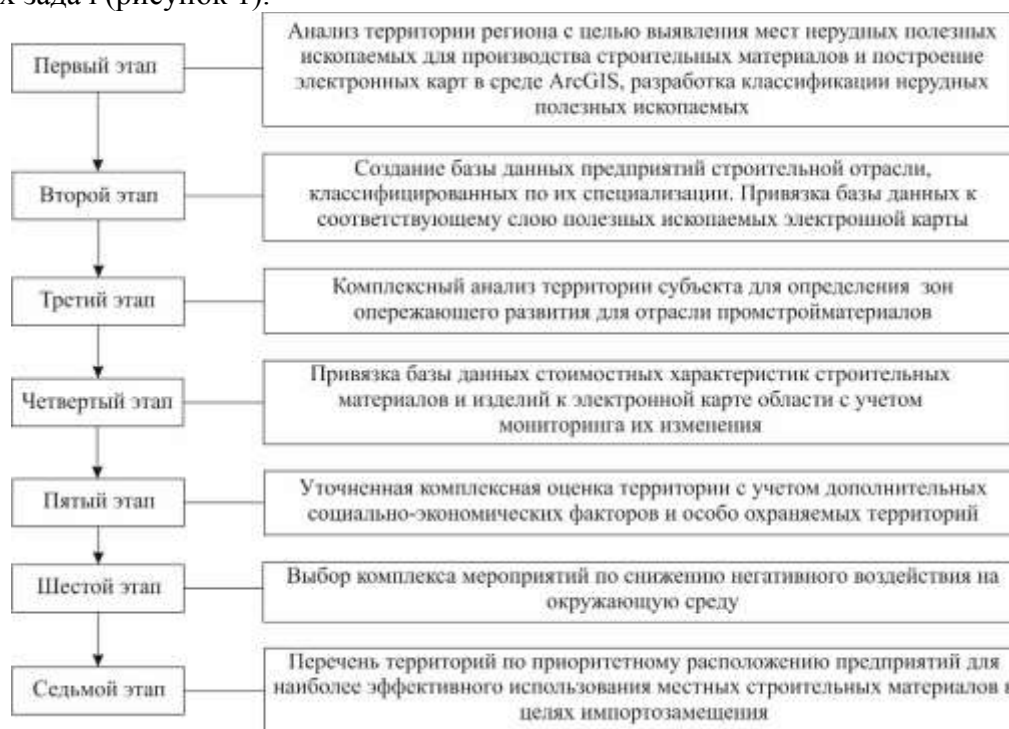 (рисунок 1).
Анализ территории региона с целью выявления мест нерудных полезных
ископаемых для производства строительных материалов и построение
электронных карт в среде ArcGIS, разработка классификации нерудных
полезных ископаемых
Первый этап
Создание базы данных предприятий строительной отрасли,
классифицированных по их специализации. Привязка базы данных к
соответствующему слою полезных ископаемых электронной карты
Второй этап
Комплексный анализ территории субъекта для определения зон
опережающего развития для отрасли промстройматериалов
Третий этап
Привязка базы данных стоимостных характеристик строительных
материалов и изделий к электронной карте области с учетом
мониторинга их изменения
Четвертый этап
Уточненная комплексная оценка территории с учетом дополнительных
социально-экономических факторов и особо охраняемых территорий
Пятый этап
Выбор комплекса мероприятий по снижению негативного воздействия на
окружающую среду
Шестой этап
Перечень территорий по приоритетному расположению предприятий для
наиболее эффективного использования местных строительных материалов в
целях импортозамещения
Седьмой этап